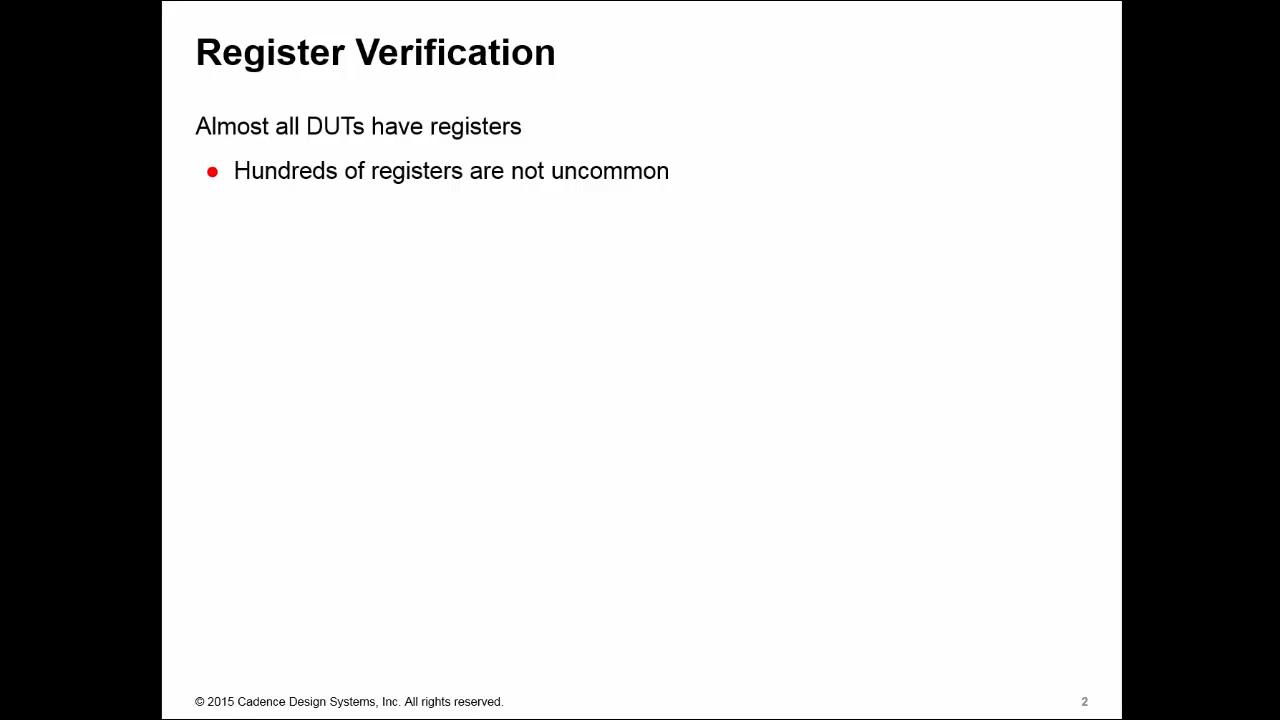 Register Verification
Almost all DUTs have registers
● Hundreds of registers are not uncommon
© 2015 Cadence Design Systems, Inc. All rights reserved.
2